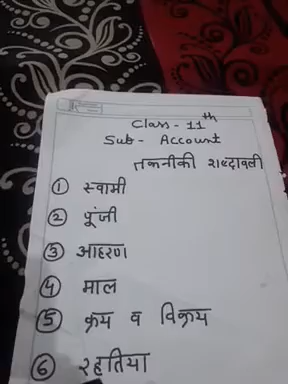 Class - 11th
Sub - Account
तकनीकी शब्दावली
① स्वामी
② पूंजी
③ आहरण
④ माल
⑤ क्रय व विक्रय
⑥ रहतिया